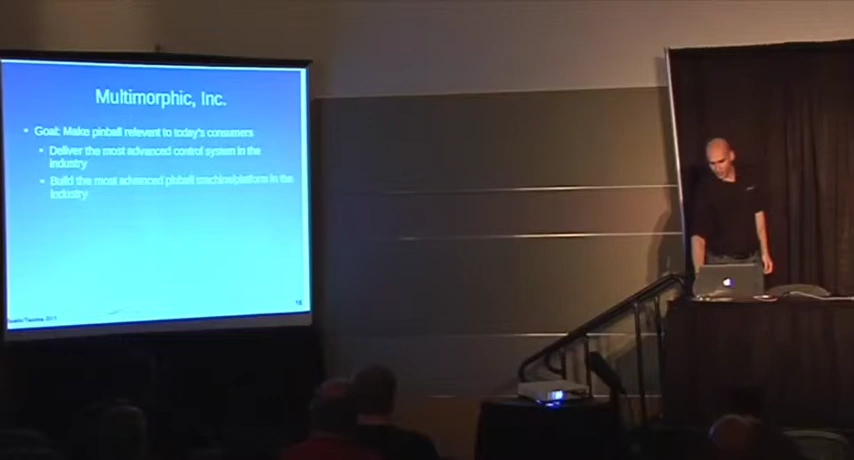 Multimorphic, Inc.
• Goal: Make pinball relevent to today's consumers
• Deliver the most advanced control system in the
industry
• Build the most advanced pinball machine/platform in the
industry